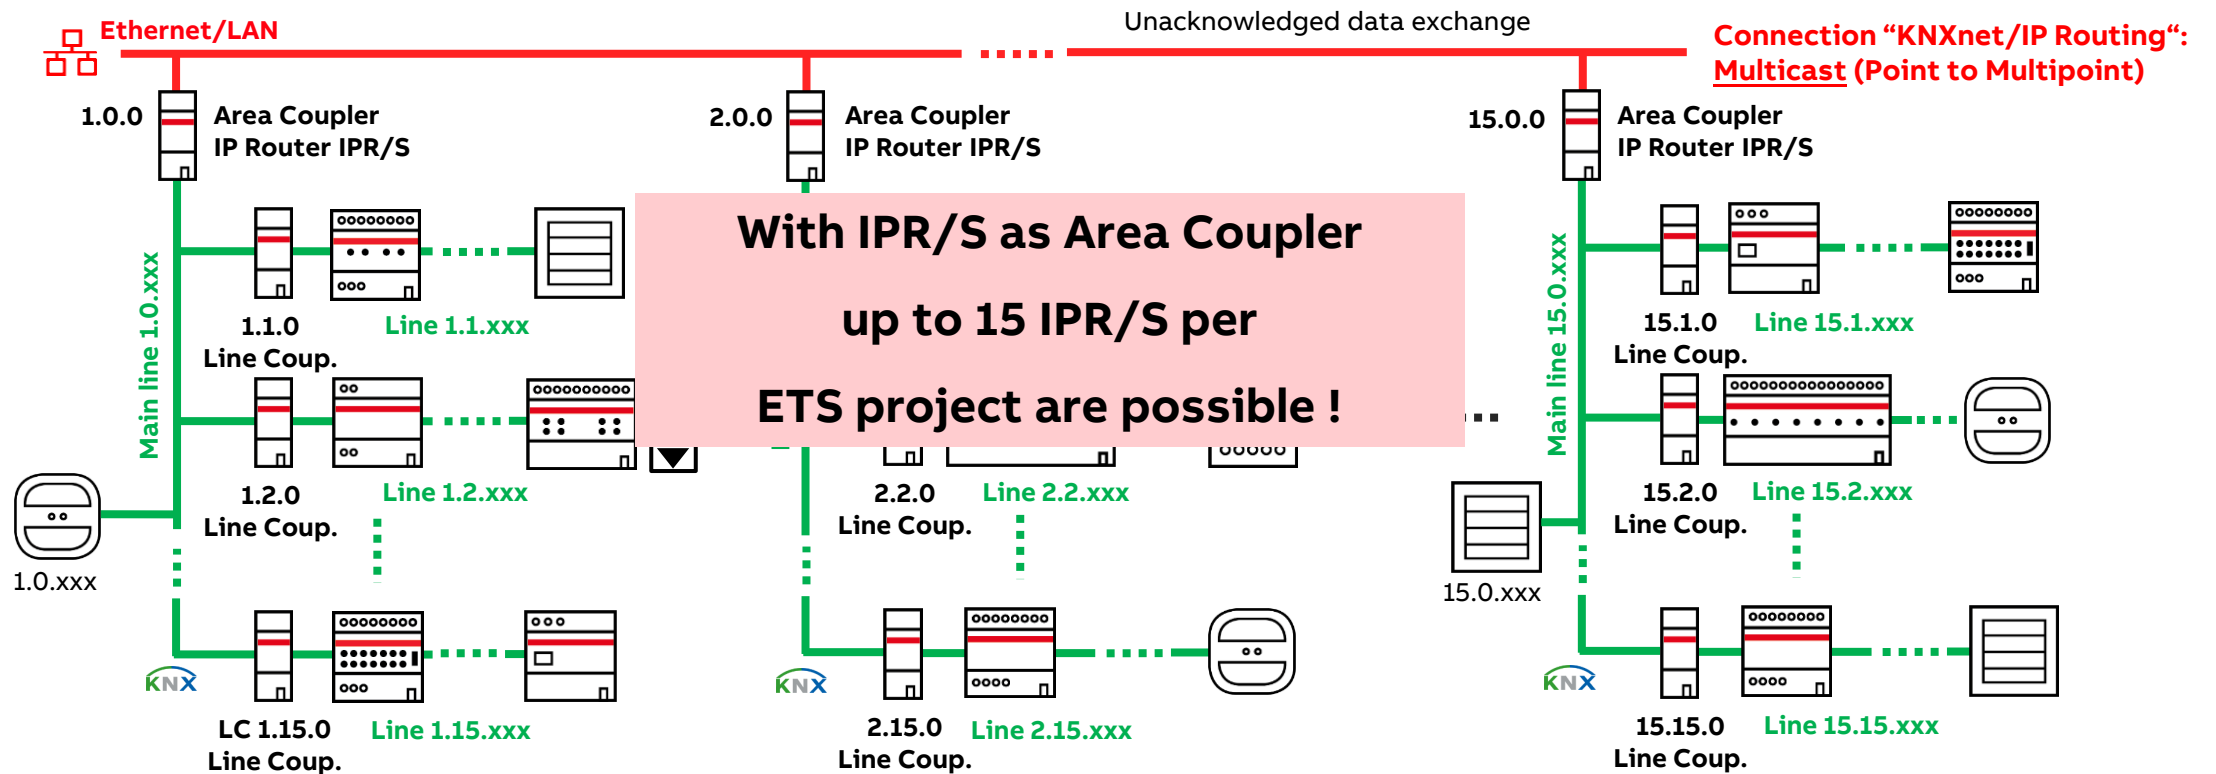 Ethernet/LAN
Unacknowledged data exchange
Connection “KNXnet/IP Routing“:
Multicast (Point to Multipoint)
1.0.0
Area Coupler
IP Router IPR/S
2.0.0
Area Coupler
IP Router IPR/S
15.0.0
Area Coupler
IP Router IPR/S
With IPR/S as Area Coupler
up to 15 IPR/S per
ETS project are possible !
Main line 1.0.xxx
1.1.0
Line Coup.
Line 1.1.xxx
1.2.0
Line Coup.
Line 1.2.xxx
1.0.xxx
KNX
LC 1.15.0
Line Coup.
Line 1.15.xxx
2.2.0
Line Coup.
Line 2.2.xxx
KNX
2.15.0
Line Coup.
Line 2.15.xxx
Main line 15.0.xxx
15.1.0
Line Coup.
Line 15.1.xxx
15.2.0
Line Coup.
Line 15.2.xxx
15.0.xxx
KNX
15.15.0
Line Coup.
Line 15.15.xxx